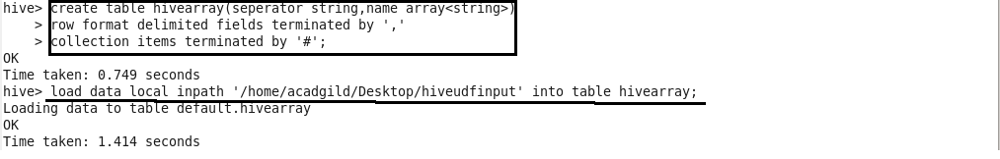 hive> create table hivearray(seperator string,name array<string>)
    > row format delimited fields terminated by ','
    > collection items terminated by '#';
OK
Time taken: 0.749 seconds
hive> load data local inpath '/home/acadgild/Desktop/hiveudfinput' into table hivearray;
Loading data to table default.hivearray
OK
Time taken: 1.414 seconds